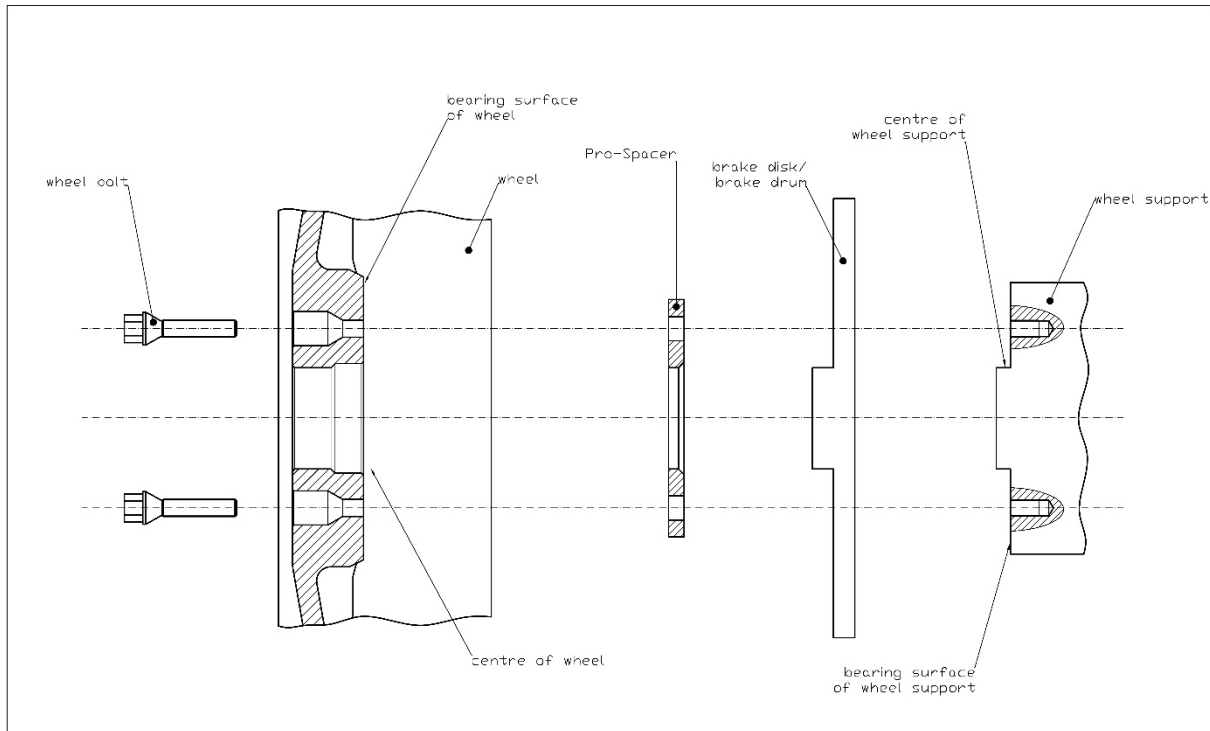 bearing surface
of wheel
centre of
wheel support
Pro-Spacer
brake disk/
brake drum
wheel bolt
wheel
wheel support
centre of wheel
bearing surface
of wheel support